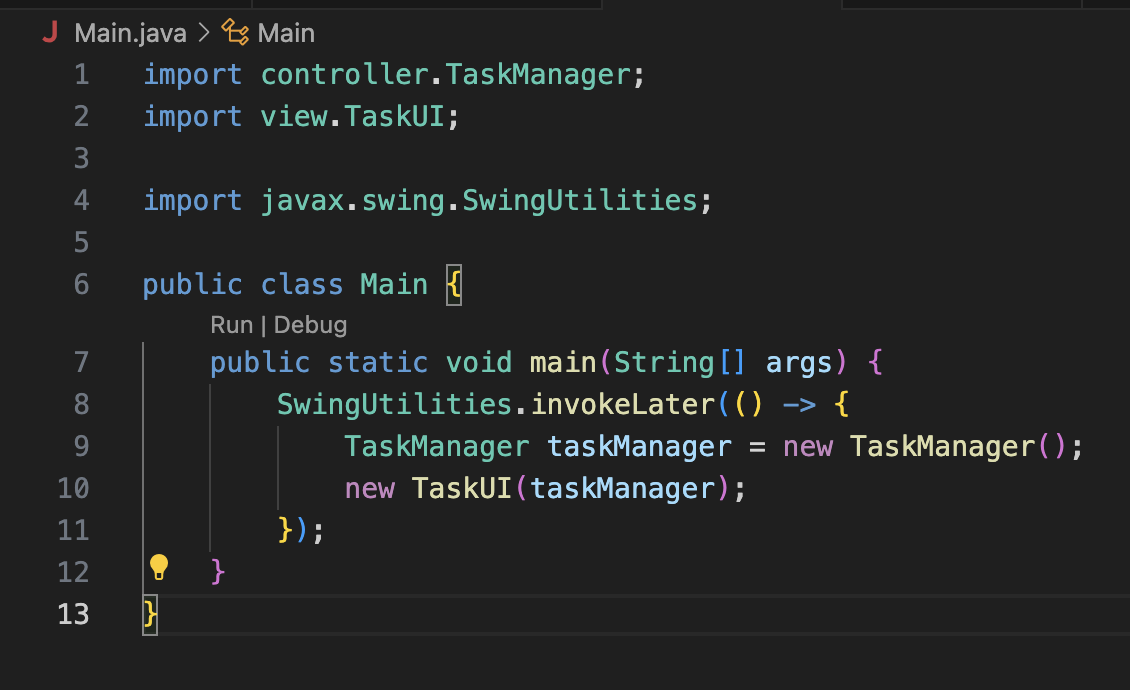 J Main.java > Main
1 import controller.TaskManager;
2 import view.TaskUI;
3
4 import javax.swing.SwingUtilities;
5
6 public class Main {
Run | Debug
7 public static void main(String[] args) {
8 SwingUtilities.invokeLater(() -> {
9 TaskManager taskManager = new TaskManager();
10 new TaskUI(taskManager);
11 });
12 }
13 }